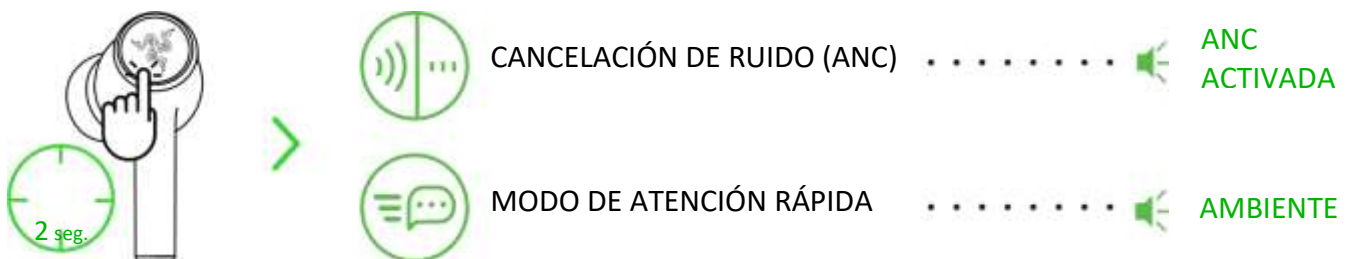 CANCELACIÓN DE RUIDO (ANC)
ANC
ACTIVADA
2 seg.
MODO DE ATENCIÓN RÁPIDA
AMBIENTE